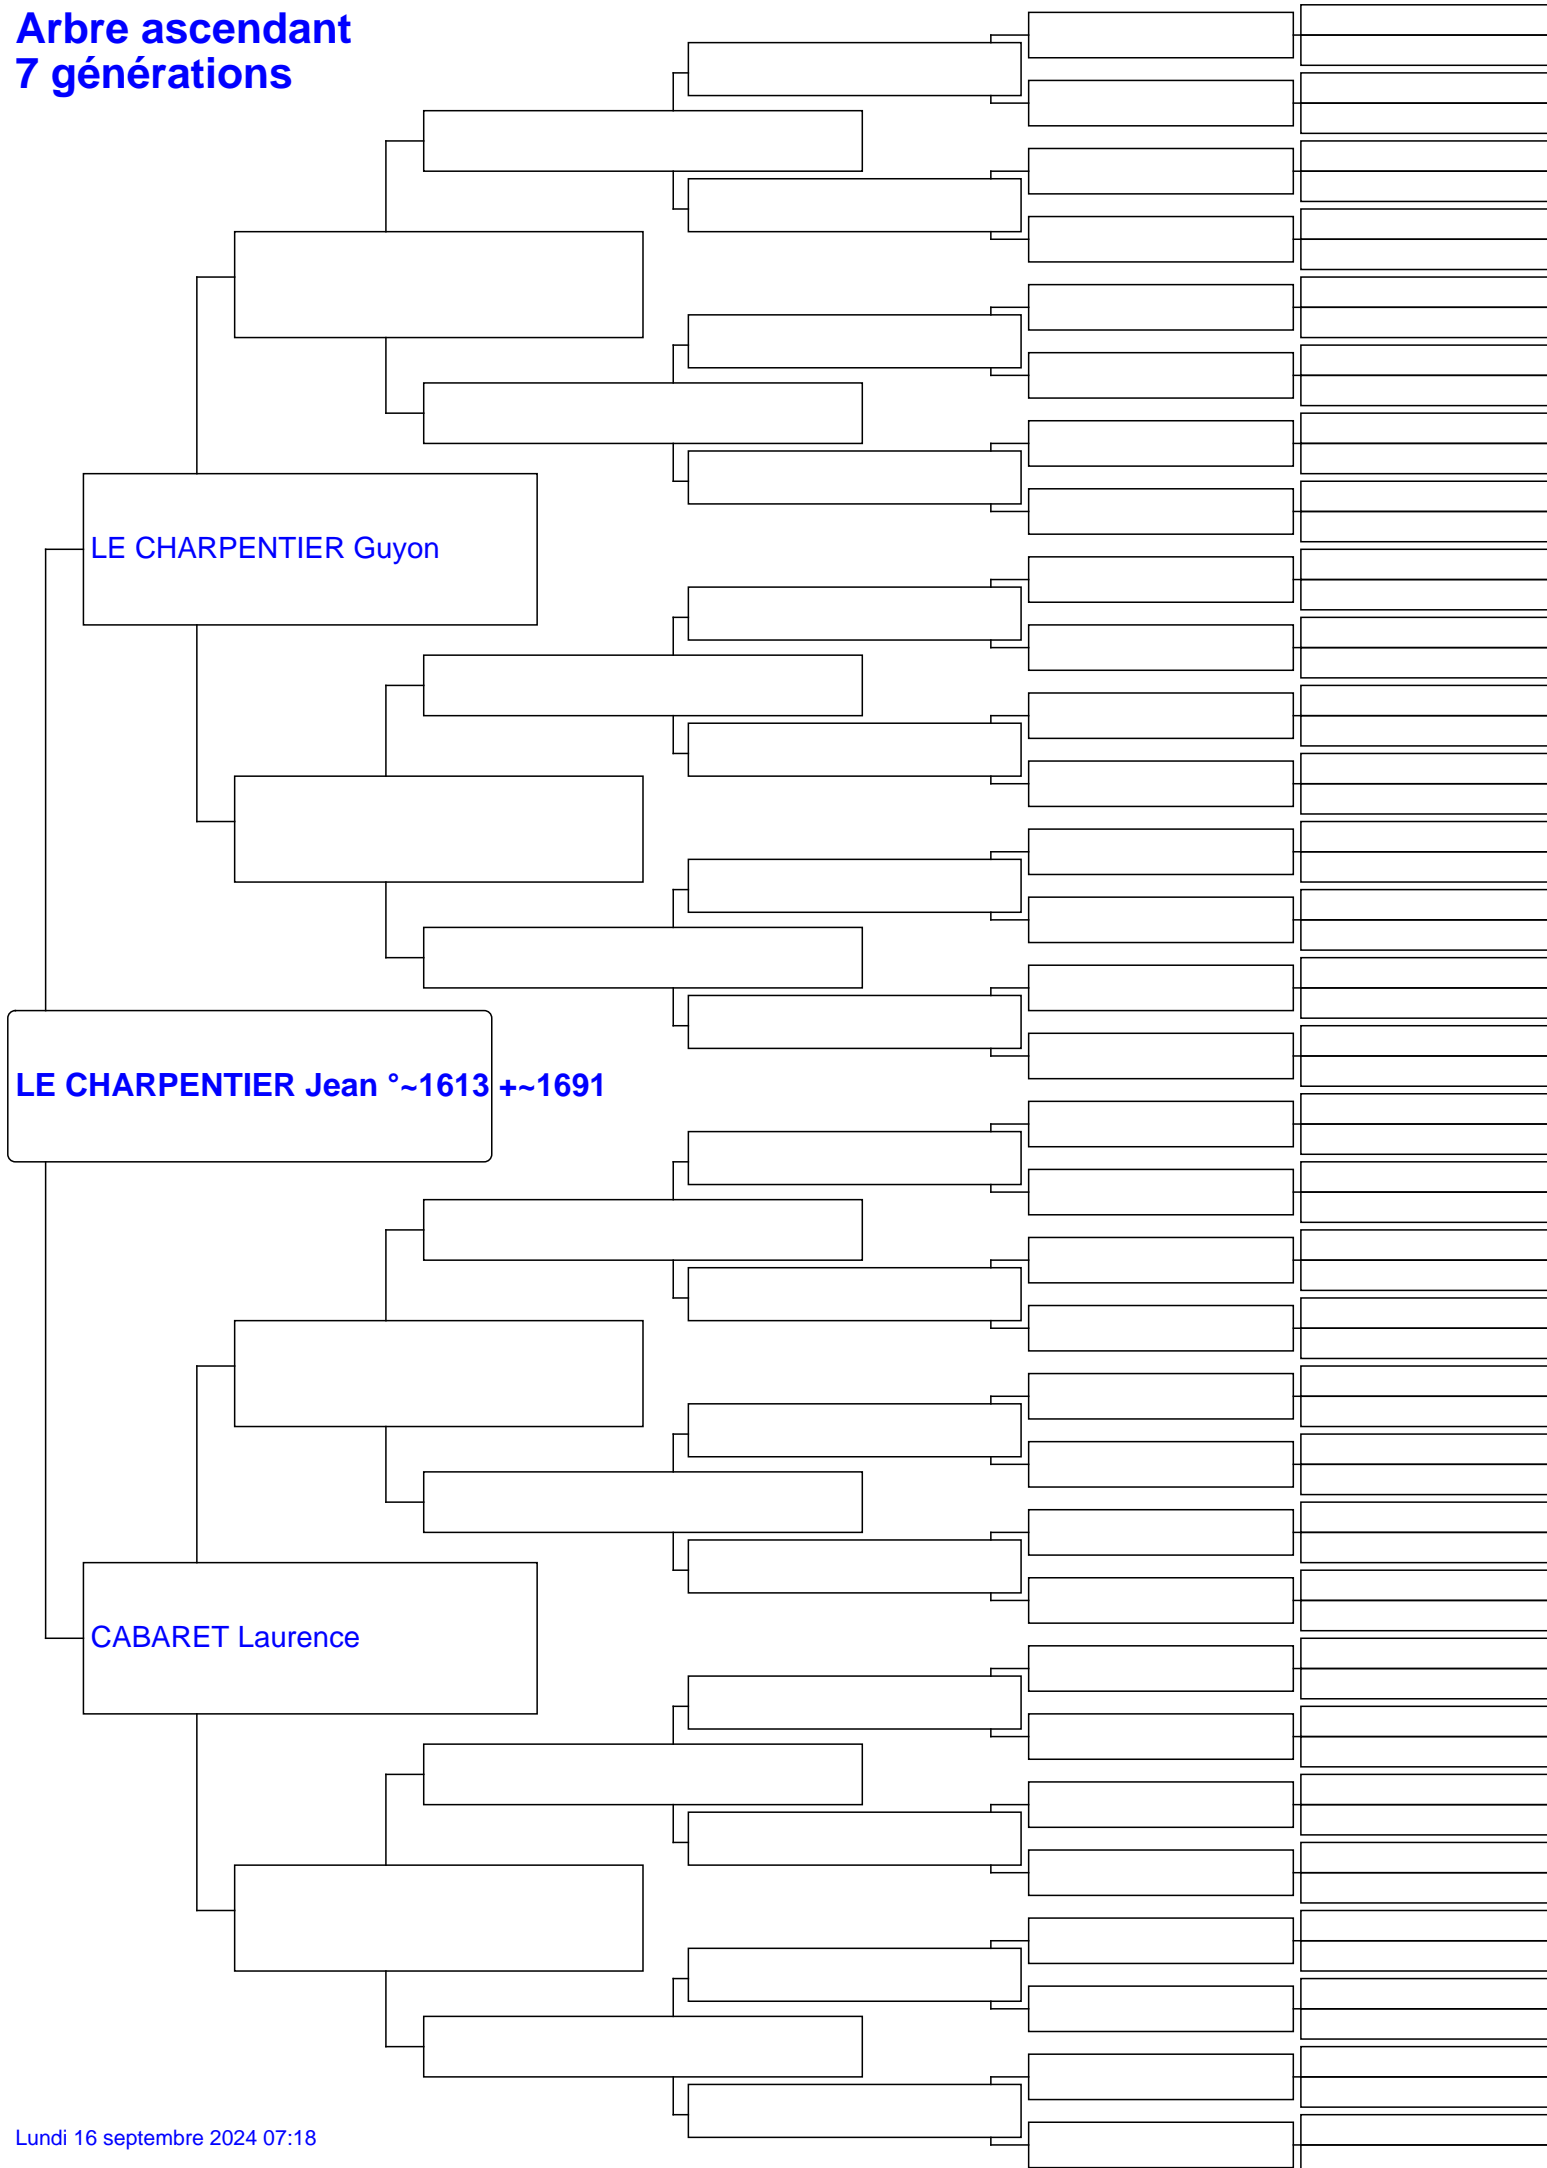 Arbre ascendant
7 générations
LE CHARPENTIER Guyon
LE CHARPENTIER Jean °~1613 +~1691
CABARET Laurence
Lundi 16 septembre 2024 07:18